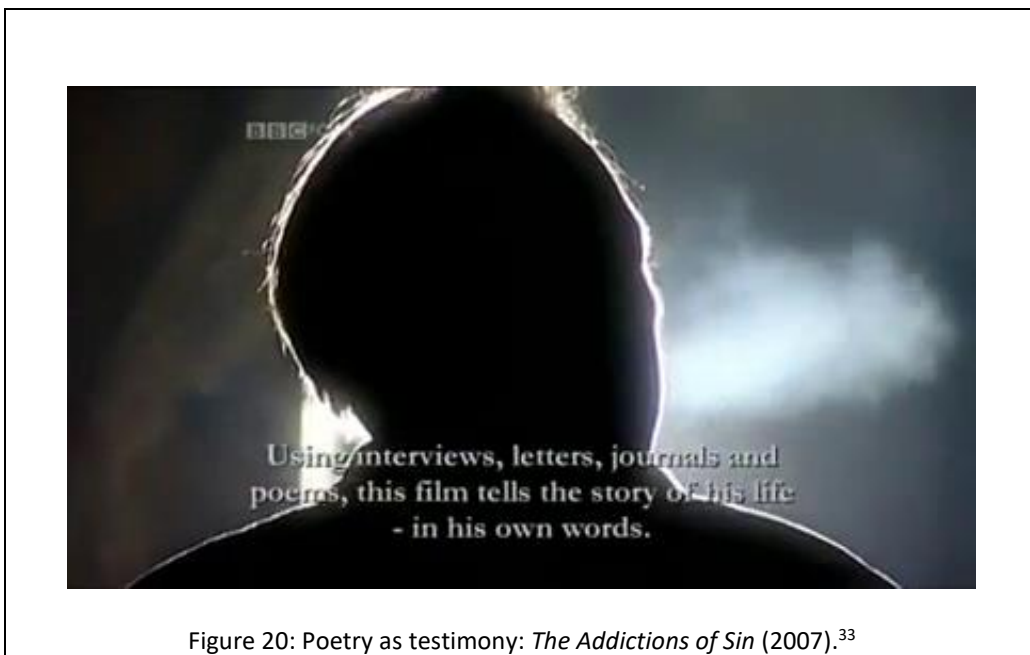 BBC
Using interviews, letters, journals and
poems, this film tells the story of his life
- in his own words.
Figure 20: Poetry as testimony: The Addictions of Sin (2007).33